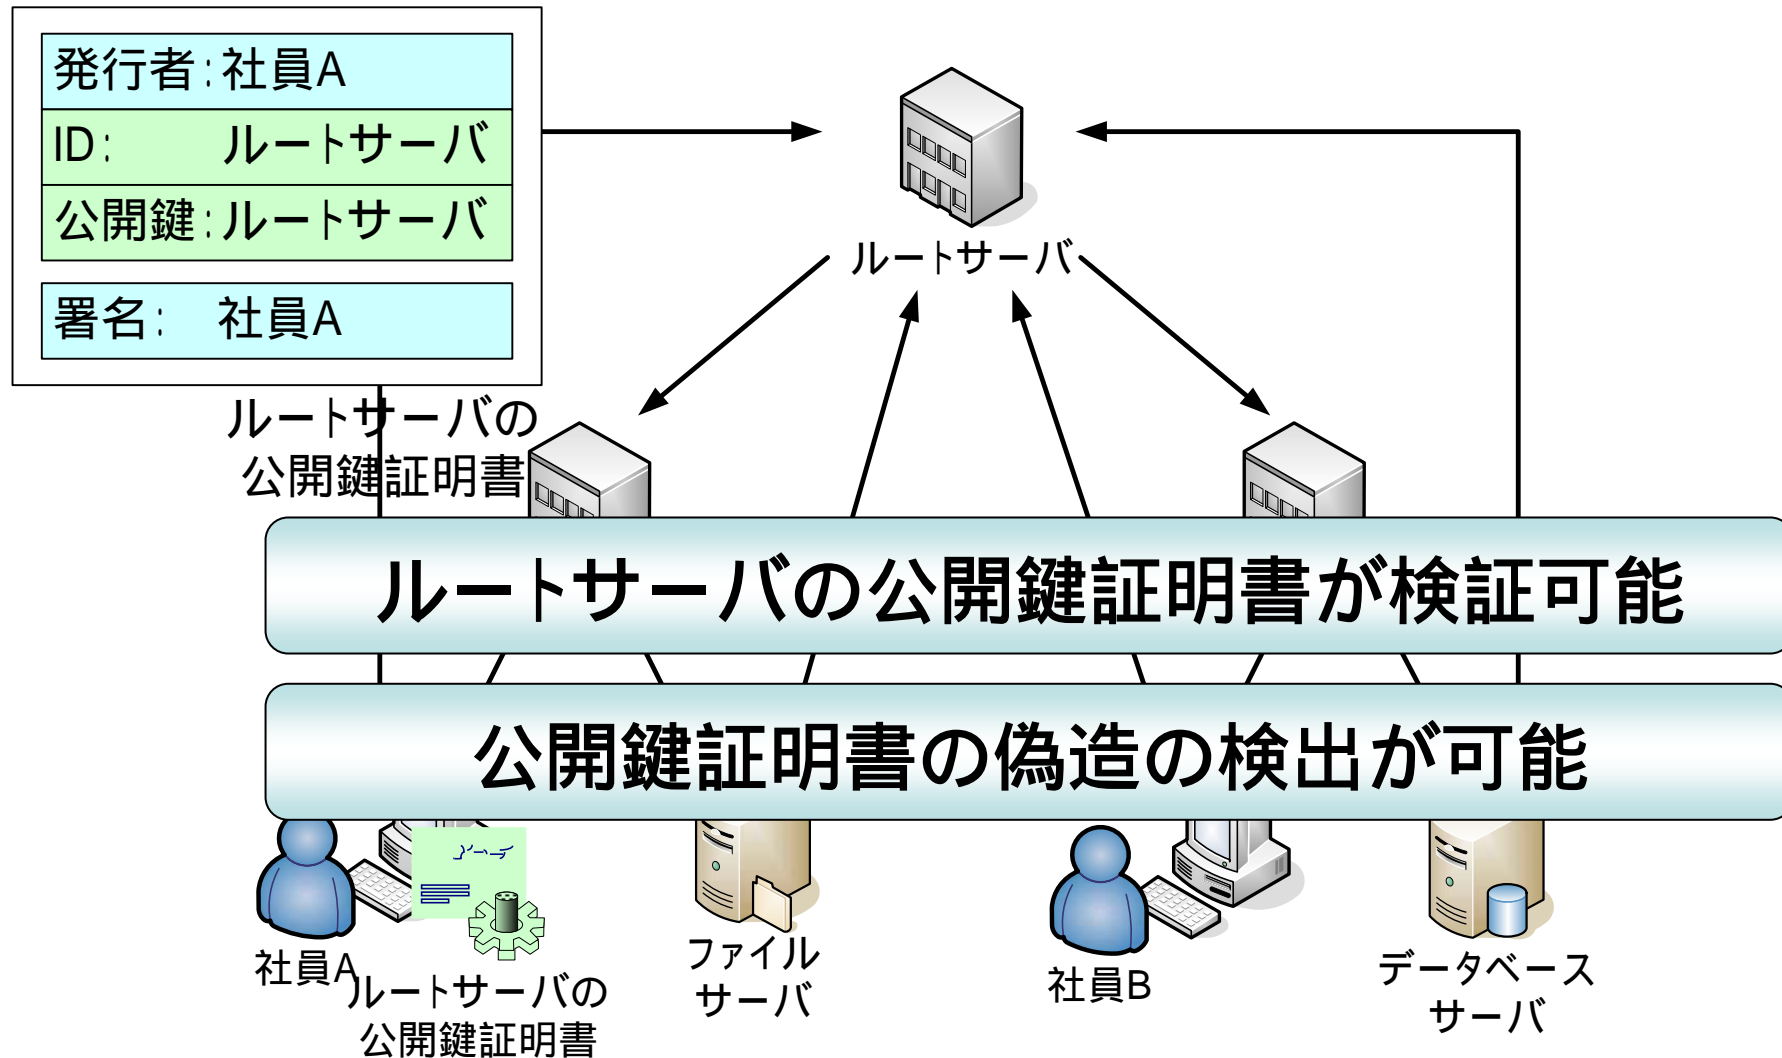 発行者:社員A
ID: ルートサーバ
公開鍵:ルートサーバ
署名: 社員A
ルートサーバの
公開鍵証明書
ルートサーバ
ルートサーバの公開鍵証明書が検証可能
公開鍵証明書の偽造の検出が可能
社員A
ルートサーバの
公開鍵証明書
ファイル
サーバ
社員B
データベース
サーバ